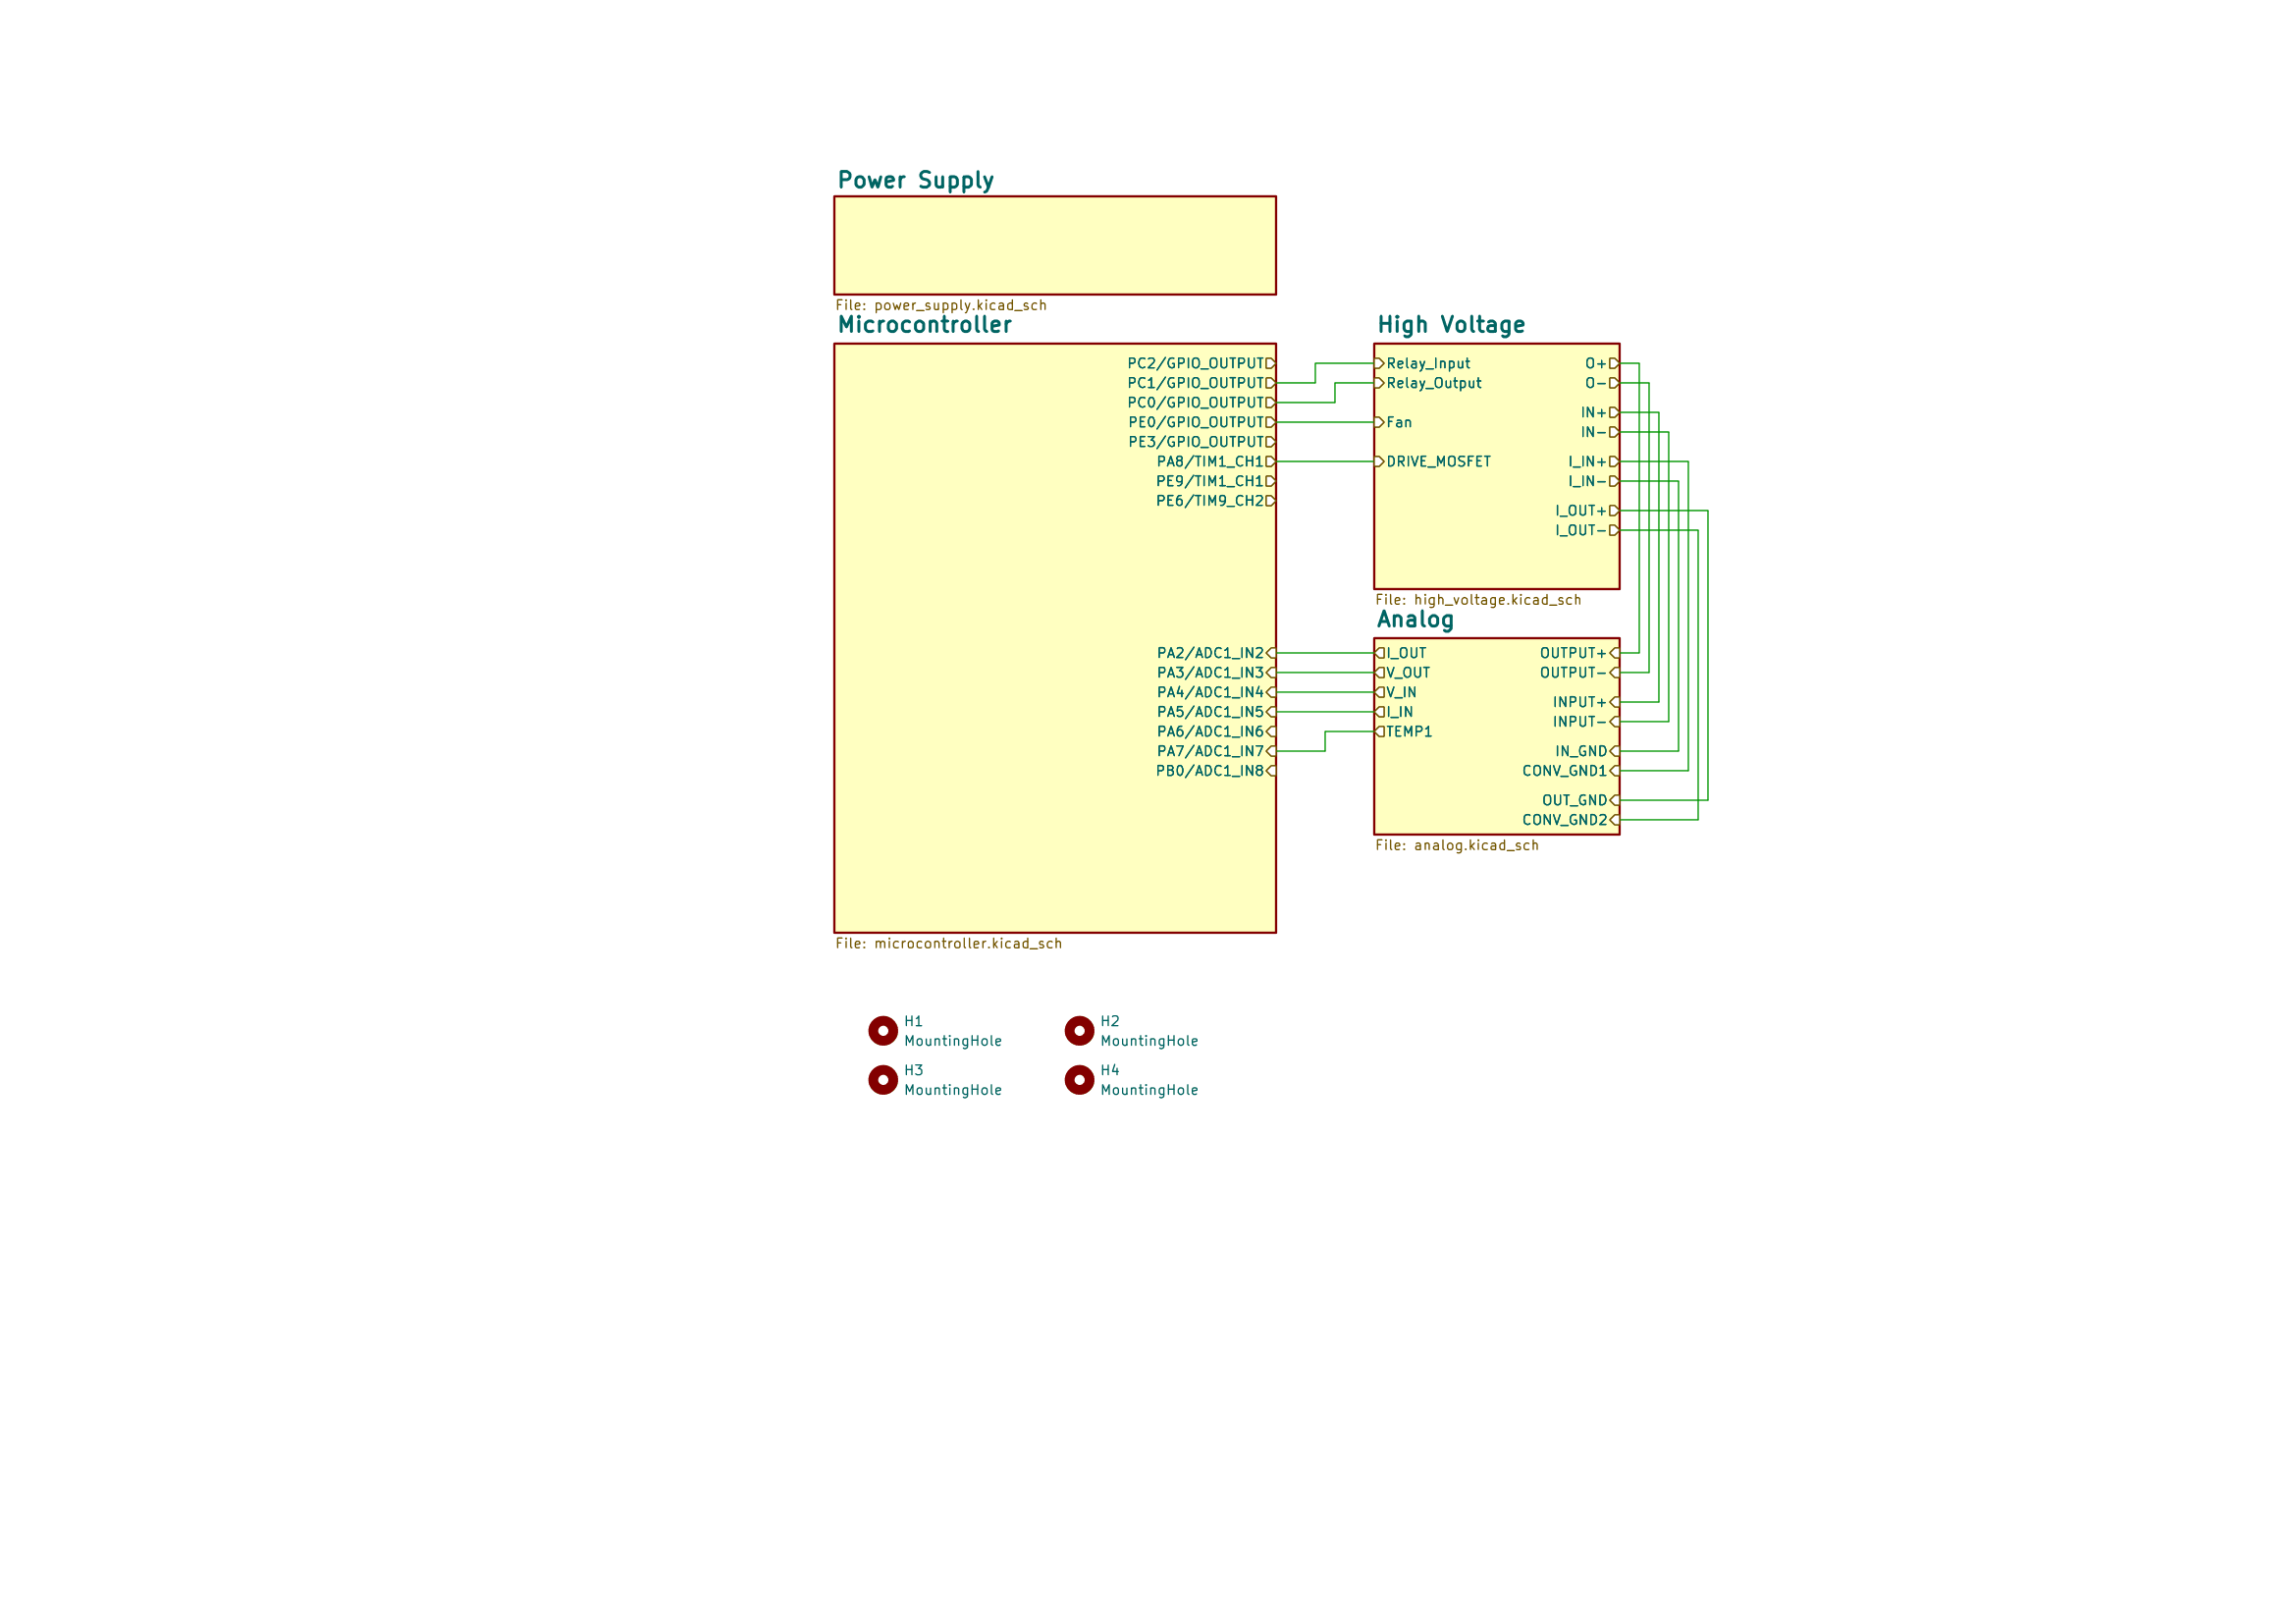 Power Supply
File: power_supply.kicad_sch
Microcontroller
PC2/GPIO_OUTPUT
PC1/GPIO_OUTPUT
PC0/GPIO_OUTPUT
PE0/GPIO_OUTPUT
PE3/GPIO_OUTPUT
PA8/TIM1_CH1
PE9/TIM1_CH1
PE6/TIM9_CH2
PA2/ADC1_IN2
PA3/ADC1_IN3
PA4/ADC1_IN4
PA5/ADC1_IN5
PA6/ADC1_IN6
PA7/ADC1_IN7
PB0/ADC1_IN8
File: microcontroller.kicad_sch
High Voltage
Relay_Input
Relay_Output
Fan
DRIVE_MOSFET
O+
O-
IN+
IN-
I_IN+
I_IN-
I_OUT+
I_OUT-
File: high_voltage.kicad_sch
Analog
I_OUT
V_OUT
V_IN
I_IN
TEMP1
OUTPUT+
OUTPUT-
INPUT+
INPUT-
IN_GND
CONV_GND1
OUT_GND
CONV_GND2
File: analog.kicad_sch
H1
MountingHole
H2
MountingHole
H3
MountingHole
H4
MountingHole